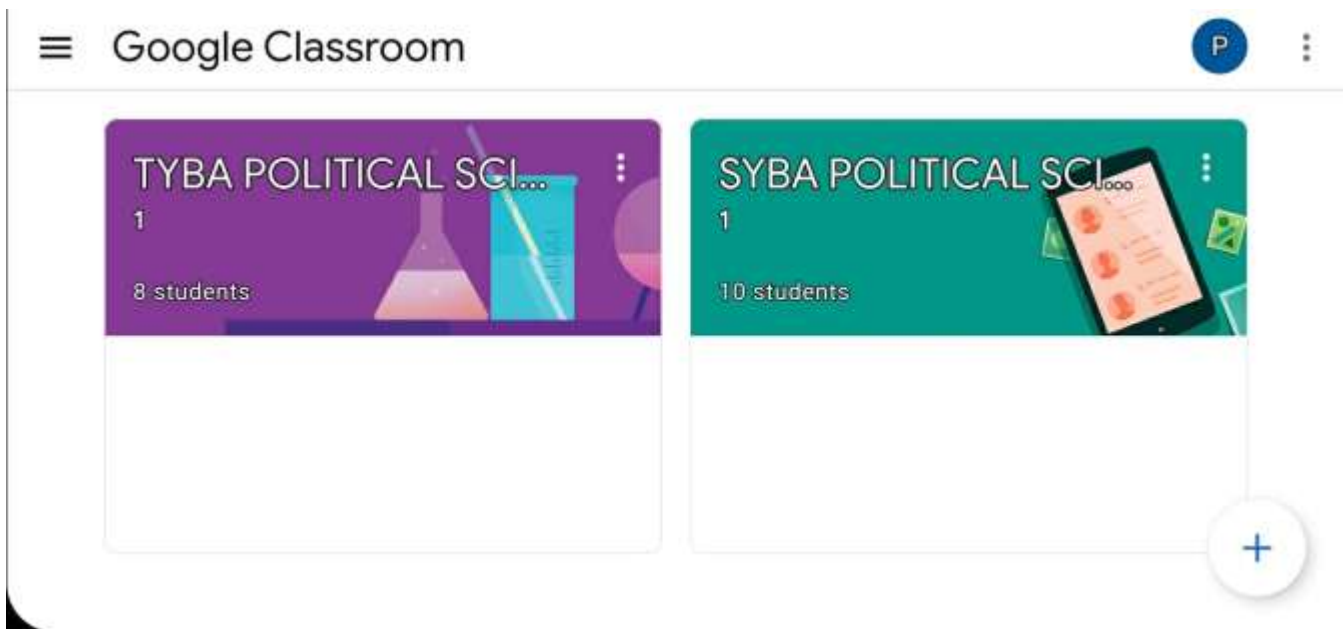 Google Classroom
P
TYBA POLITICAL SCI...
1
8 students
SYBA POLITICAL SCI...
1
10 students